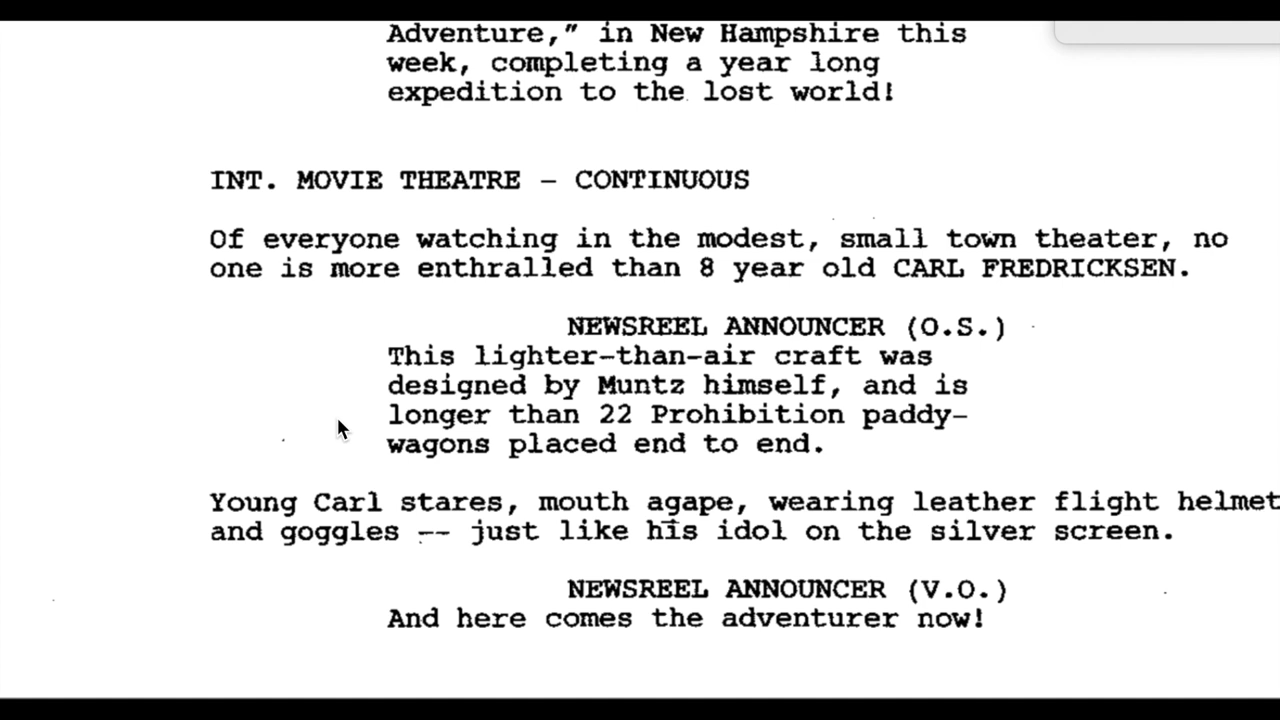 Adventure,” in New Hampshire this
week, completing a year long
expedition to the lost world!
INT. MOVIE THEATRE – CONTINUOUS
Of everyone watching in the modest, small town theater, no
one is more enthralled than 8 year old CARL FREDRICKSEN.
NEWSREEL ANNOUNCER (O.S.)
This lighter-than-air craft was
designed by Muntz himself, and is
longer than 22 Prohibition paddy-
wagons placed end to end.
Young Carl stares, mouth agape, wearing leather flight helmet
and goggles -- just like his idol on the silver screen.
NEWSREEL ANNOUNCER (V.O.)
And here comes the adventurer now!